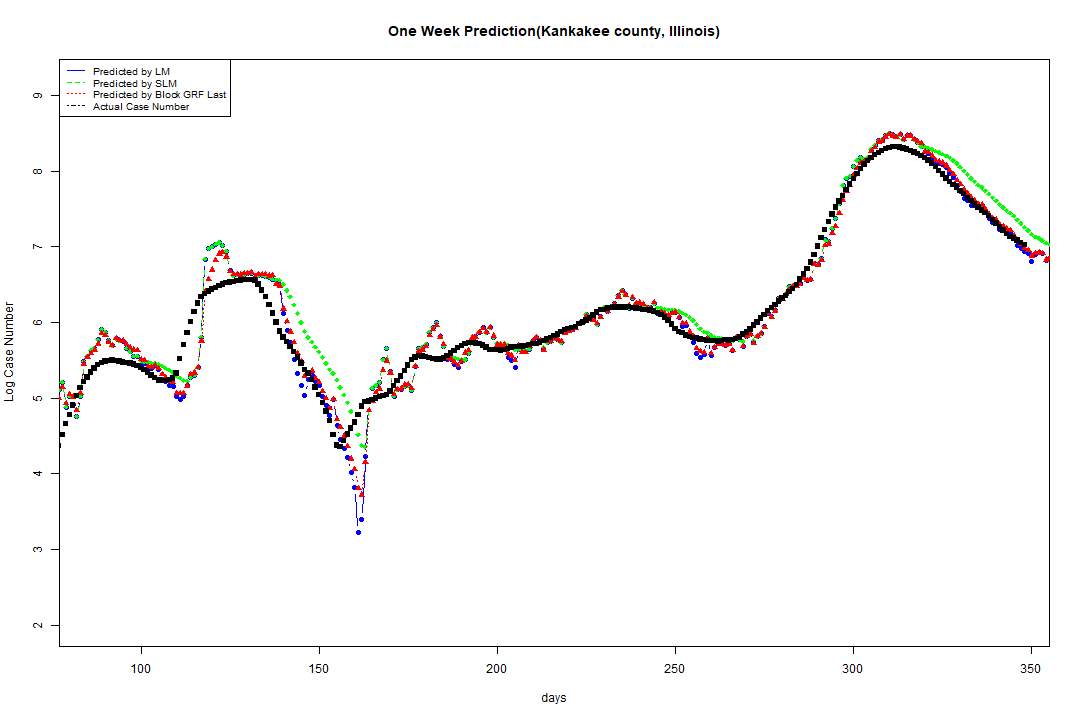 One Week Prediction(Kankakee county, Illinois)
Predicted by LM
Predicted by SLM
Predicted by Block GRF Last
Actual Case Number
9
8
7
6
5
4
3
2
Log Case Number
100 150 200 250 300 350
days